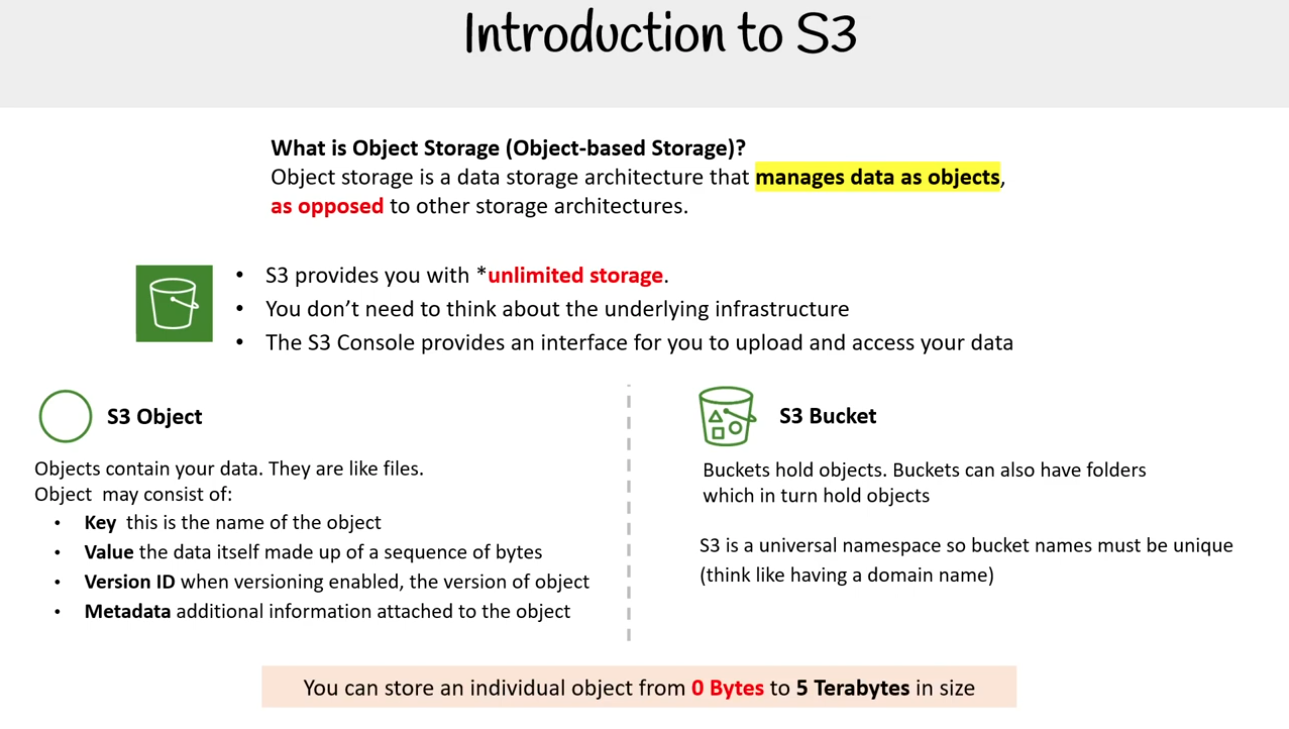 Introduction to S3
What is Object Storage (Object-based Storage)?
Object storage is a data storage architecture that manages data as objects,
as opposed to other storage architectures.
• S3 provides you with *unlimited storage.
• You don’t need to think about the underlying infrastructure
• The S3 Console provides an interface for you to upload and access your data
S3 Object
Objects contain your data. They are like files.
Object may consist of:
• Key this is the name of the object
• Value the data itself made up of a sequence of bytes
• Version ID when versioning enabled, the version of object
• Metadata additional information attached to the object
S3 Bucket
Buckets hold objects. Buckets can also have folders
which in turn hold objects
S3 is a universal namespace so bucket names must be unique
(think like having a domain name)
You can store an individual object from 0 Bytes to 5 Terabytes in size